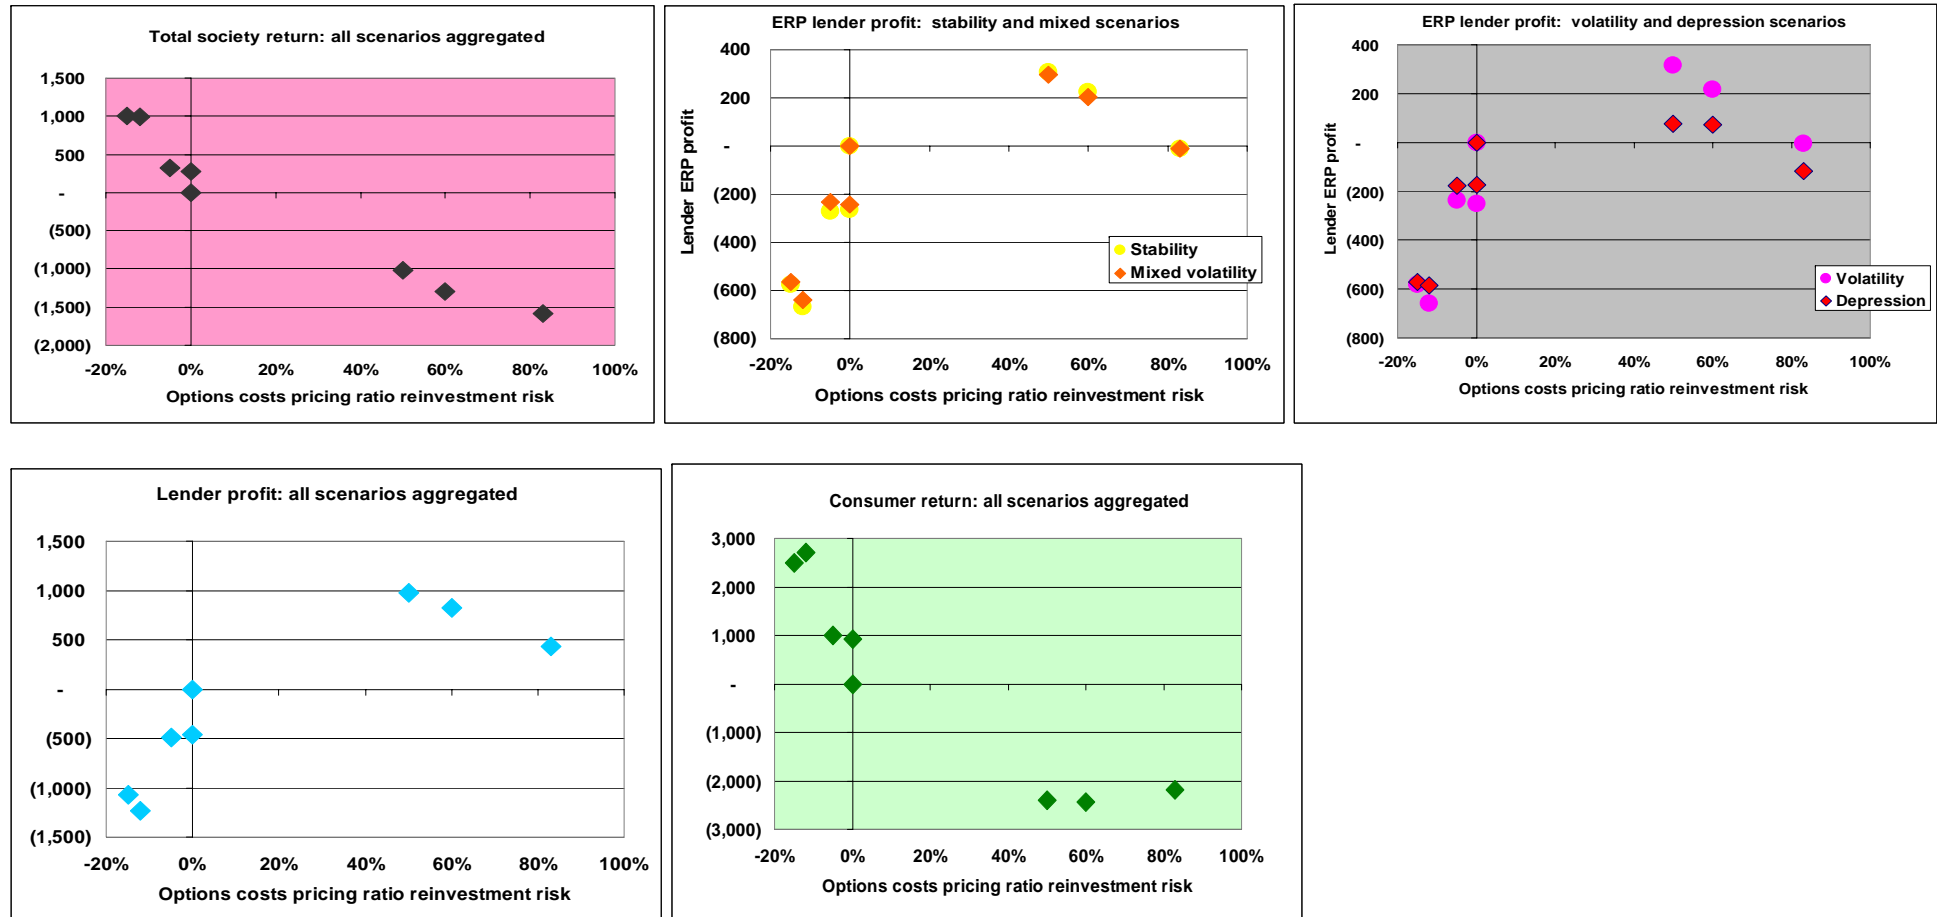 Total society return: all scenarios aggregated
1,500
1,000
500
-
(500)
(1,000)
(1,500)
(2,000)
-20% 0% 20% 40% 60% 80% 100%
Options costs pricing ratio reinvestment risk
ERP lender profit: stability and mixed scenarios
Lender ERP profit
400
200
-
(200)
(400)
(600)
(800)
Stability
Mixed volatility
-20% 0% 20% 40% 60% 80% 100%
Options costs pricing ratio reinvestment risk
ERP lender profit: volatility and depression scenarios
Lender ERP profit
400
200
-
(200)
(400)
(600)
(800)
Volatility
Depression
-20% 0% 20% 40% 60% 80% 100%
Options costs pricing ratio reinvestment risk
Lender profit: all scenarios aggregated
1,500
1,000
500
-
(500)
(1,000)
(1,500)
-20% 0% 20% 40% 60% 80% 100%
Options costs pricing ratio reinvestment risk
Consumer return: all scenarios aggregated
3,000
2,000
1,000
-
(1,000)
(2,000)
(3,000)
-20% 0% 20% 40% 60% 80% 100%
Options costs pricing ratio reinvestment risk